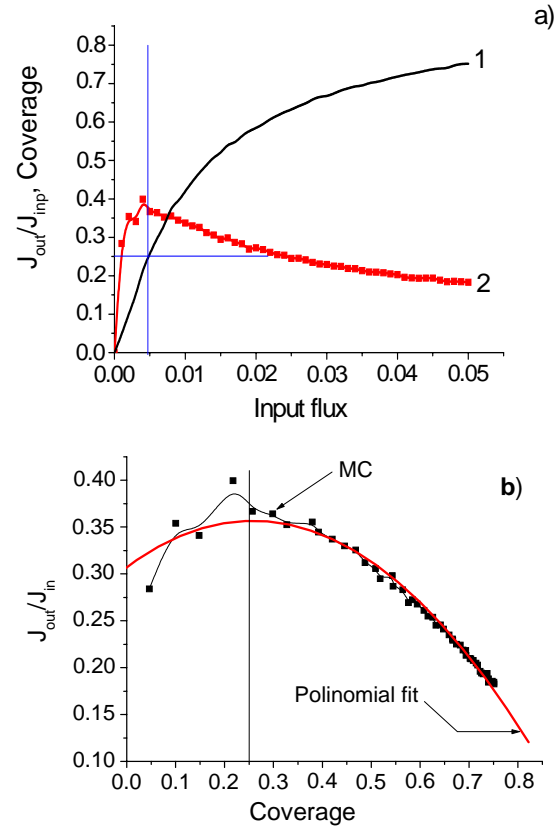 a)
J_out/J_inp, Coverage
0.8
0.7
0.6
0.5
0.4
0.3
0.2
0.1
0.0
1
2
0.00 0.01 0.02 0.03 0.04 0.05
Input flux
b)
MC
J_out/J_in
0.40
0.35
0.30
0.25
0.20
0.15
0.10
Polinomial fit
0.0 0.1 0.2 0.3 0.4 0.5 0.6 0.7 0.8
Coverage